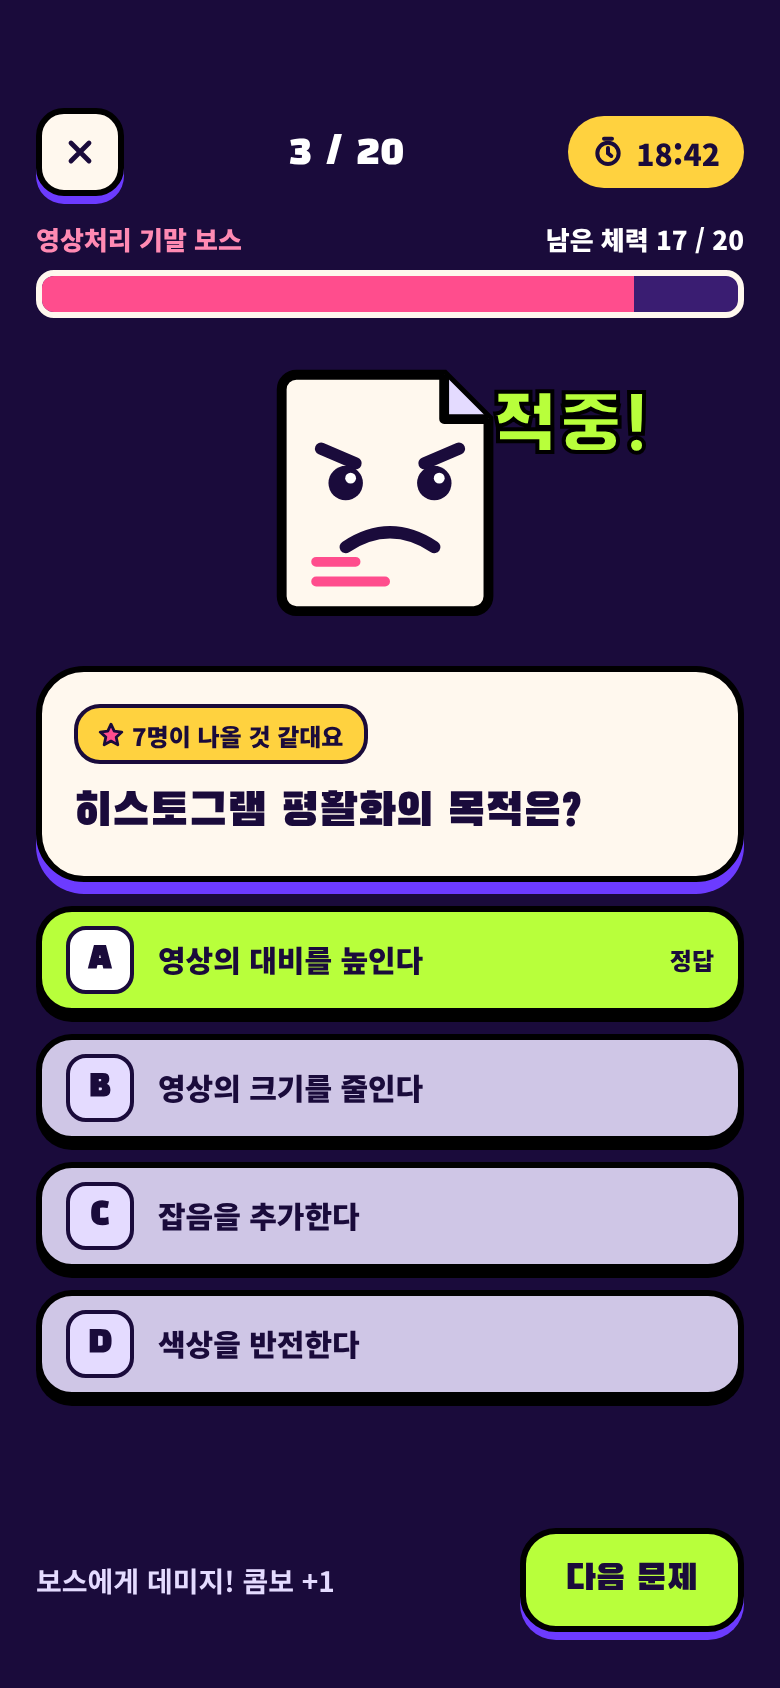 3 / 20
18:42
영상처리 기말 보스
남은 체력 17 / 20
적중!
7명이 나올 것 같대요
히스토그램 평활화의 목적은?
A 영상의 대비를 높인다 정답
B 영상의 크기를 줄인다
C 잡음을 추가한다
D 색상을 반전한다
보스에게 데미지! 콤보 +1
다음 문제